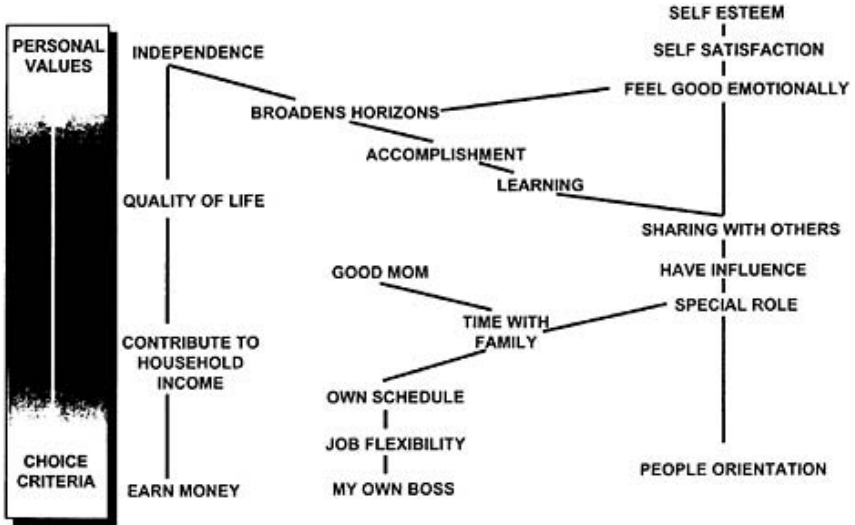 SELF ESTEEM
PERSONAL
VALUES
INDEPENDENCE
SELF SATISFACTION
FEEL GOOD EMOTIONALLY
BROADENS HORIZONS
ACCOMPLISHMENT
LEARNING
QUALITY OF LIFE
SHARING WITH OTHERS
GOOD MOM
HAVE INFLUENCE
SPECIAL ROLE
TIME WITH
FAMILY
CONTRIBUTE TO
HOUSEHOLD
INCOME
OWN SCHEDULE
JOB FLEXIBILITY
CHOICE
CRITERIA
PEOPLE ORIENTATION
EARN MONEY
MY OWN BOSS